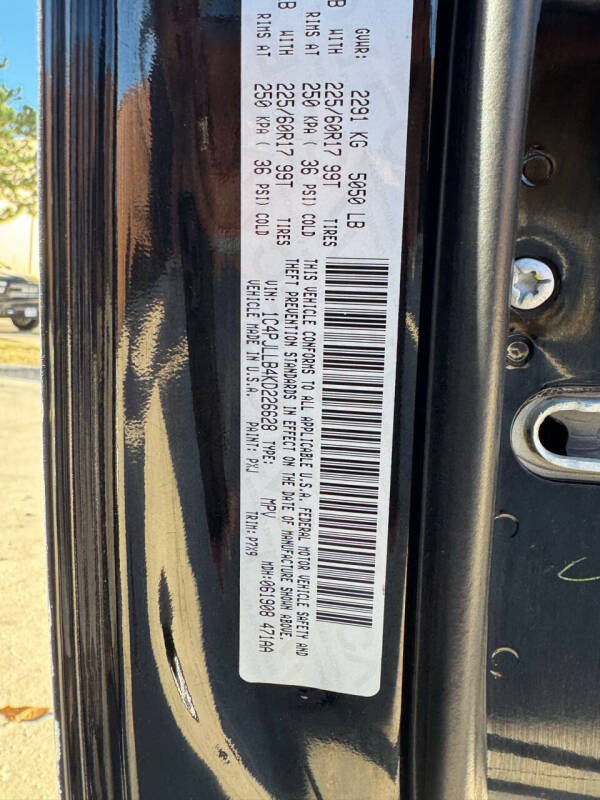 GVWR: 2291 KG 5050 LB
B WITH 225/60R17 99T TIRES
RIMS AT 250 KPA ( 36 PSI) COLD
B WITH 225/60R17 99T TIRES
RIMS AT 250 KPA ( 36 PSI) COLD
THIS VEHICLE CONFORMS TO ALL APPLICABLE U.S.A. FEDERAL MOTOR VEHICLE SAFETY AND
THEFT PREVENTION STANDARDS IN EFFECT ON THE DATE OF MANUFACTURE SHOWN ABOVE.
VIN: 1C4PJLLB4KD226628 TYPE: MPV MDH:061908 471AA
VEHICLE MADE IN U.S.A. PAINT: PXJ TRIM:P7X9